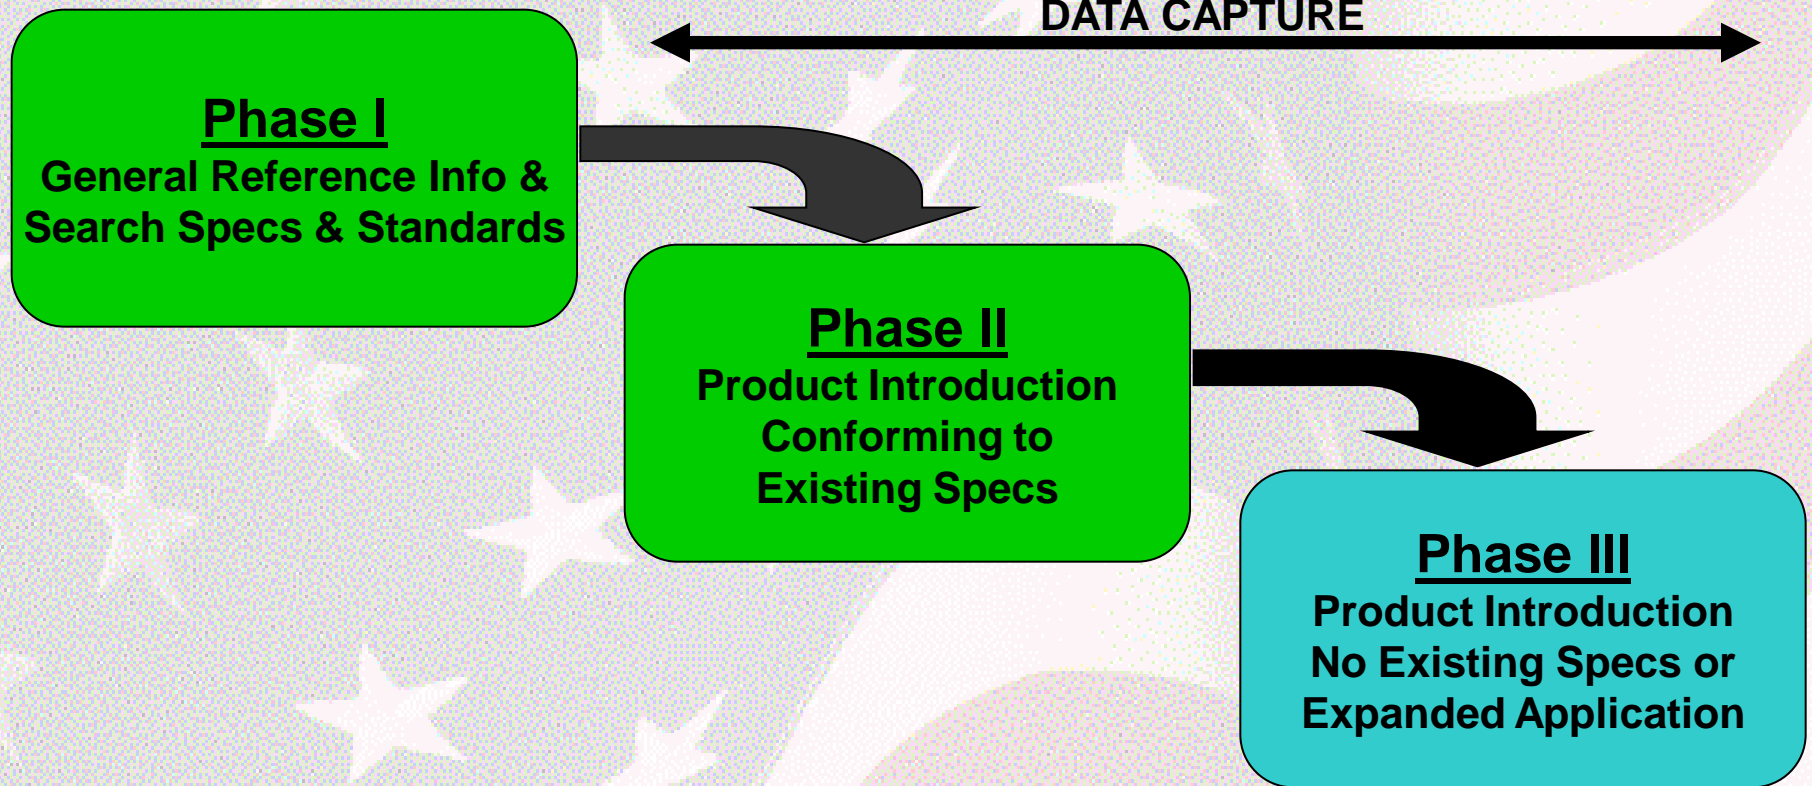 DATA CAPTURE
Phase I
General Reference Info &
Search Specs & Standards
Phase II
Product Introduction
Conforming to
Existing Specs
Phase III
Product Introduction
No Existing Specs or
Expanded Application